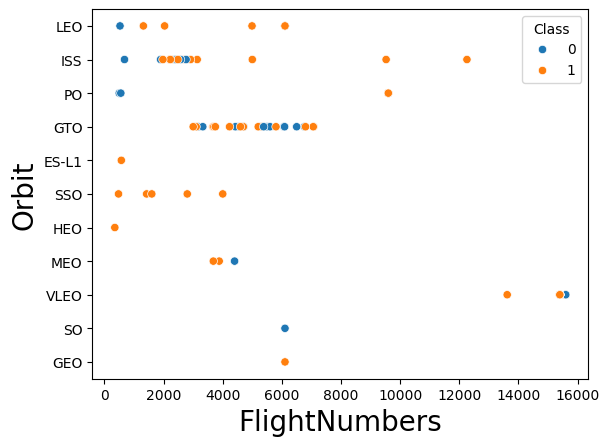 Class
0
1
LEO
ISS
PO
GTO
ES-L1
SSO
HEO
MEO
VLEO
SO
GEO
Orbit
0 2000 4000 6000 8000 10000 12000 14000 16000
FlightNumbers